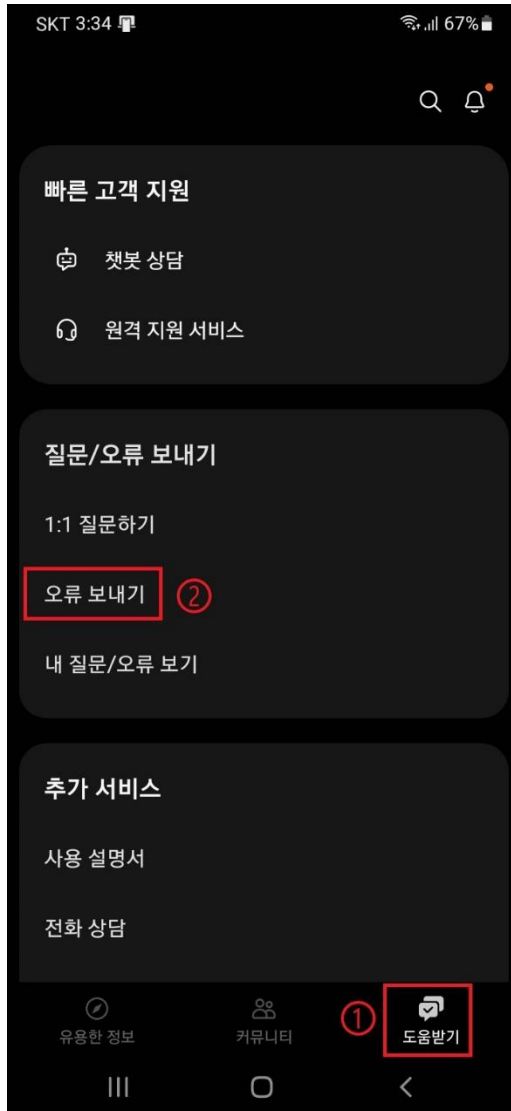 SKT 3:34 67%
빠른 고객 지원
챗봇 상담
원격 지원 서비스
질문/오류 보내기
1:1 질문하기
오류 보내기 ②
내 질문/오류 보기
추가 서비스
사용 설명서
전화 상담
유용한 정보 커뮤니티 ① 도움받기